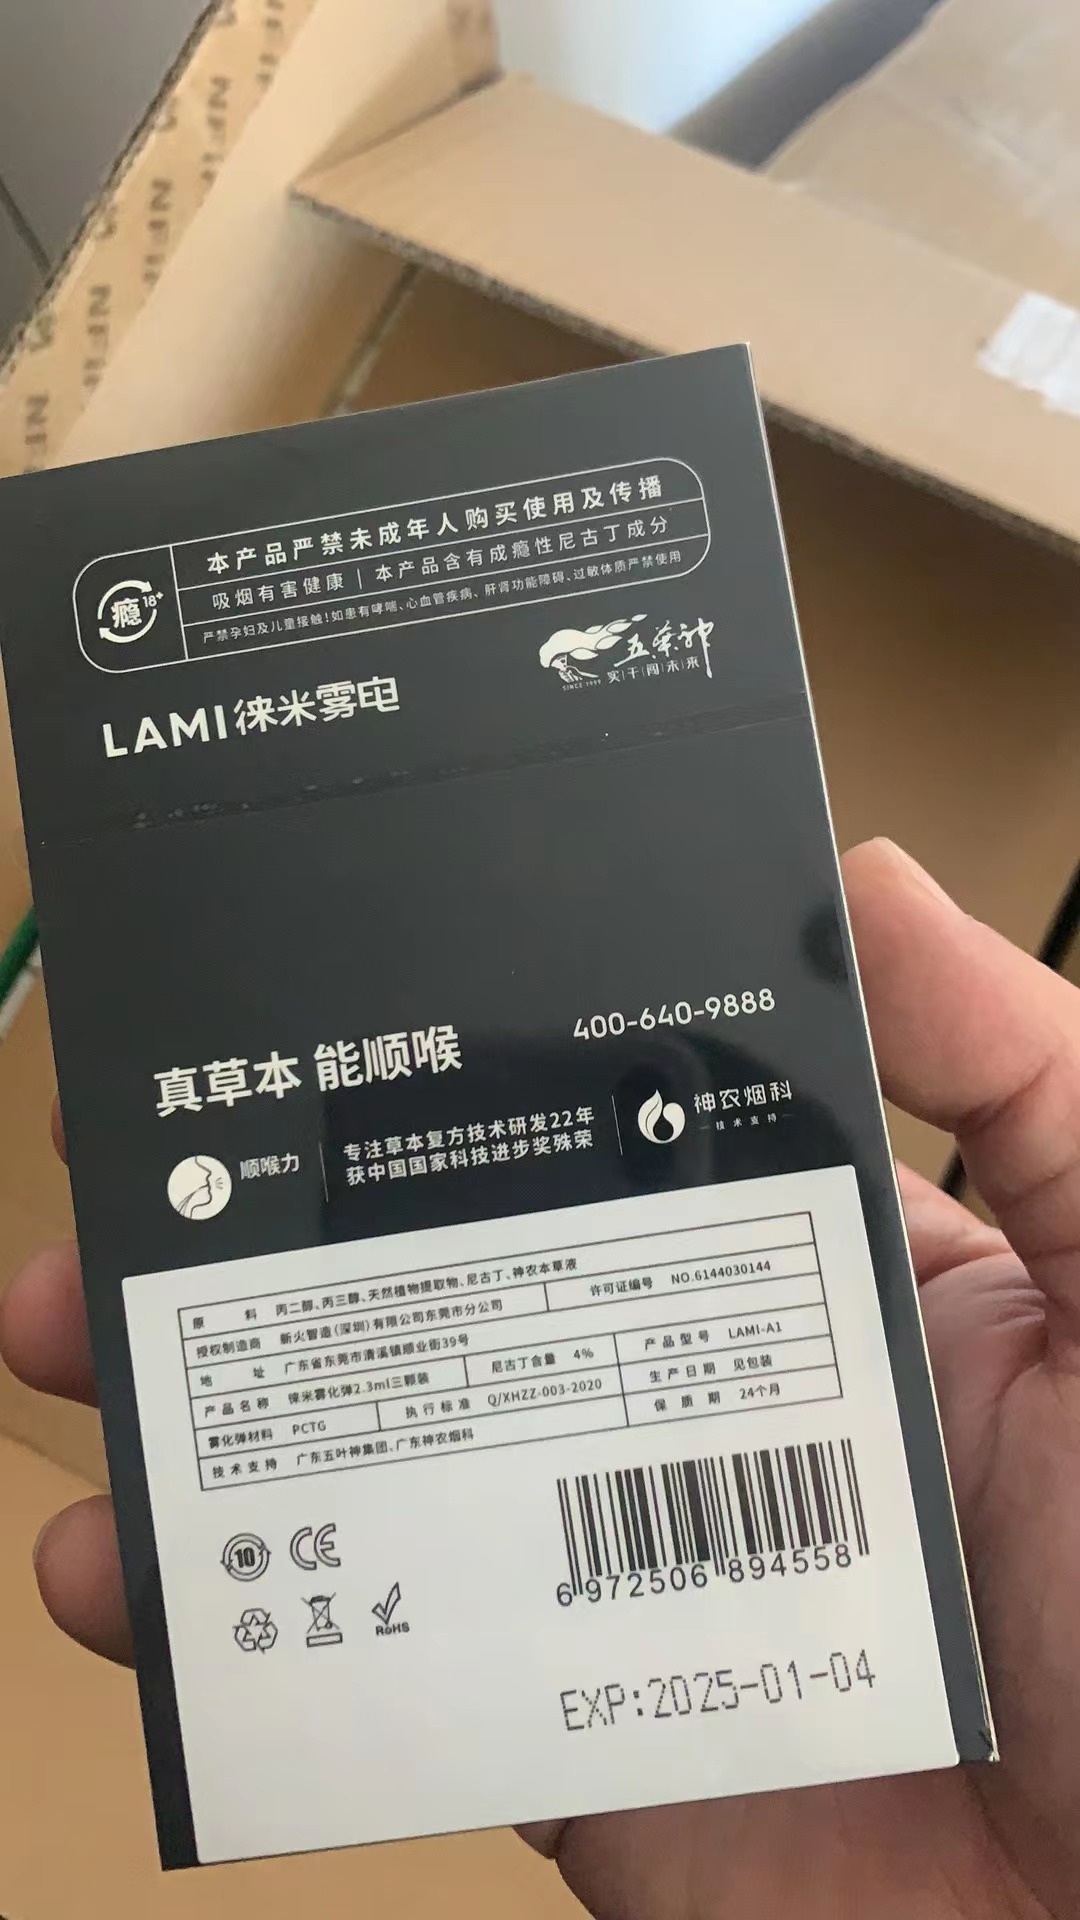 本产品严禁未成年人购买使用及传播
吸烟有害健康 | 本产品含有成瘾性尼古丁成分
严禁孕妇及儿童接触!如患有哮喘、心血管疾病、肝肾功能障碍、过敏体质严禁使用
瘾 18+
LAMI 徕米雾电
五葉神
SINCE 1999 实干闯未来
400-640-9888
真草本 能顺喉
顺喉力
专注草本复方技术研发22年
获中国国家科技进步奖殊荣
神农烟科
技术支持
原料 丙二醇、丙三醇、天然植物提取物、尼古丁、神农本草液
授权制造商 新火智造(深圳)有限公司东莞市分公司 许可证编号 NO.6144030144
地址 广东省东莞市清溪镇顺业街39号
产品名称 徕米雾化弹2.3ml三颗装 尼古丁含量 4% 产品型号 LAMI-A1
雾化弹材料 PCTG 执行标准 Q/XHZZ-003-2020 生产日期 见包装
技术支持 广东五叶神集团、广东神农烟科 保质期 24个月
10 CE
RoHS
6 972506 894558
EXP:2025-01-04